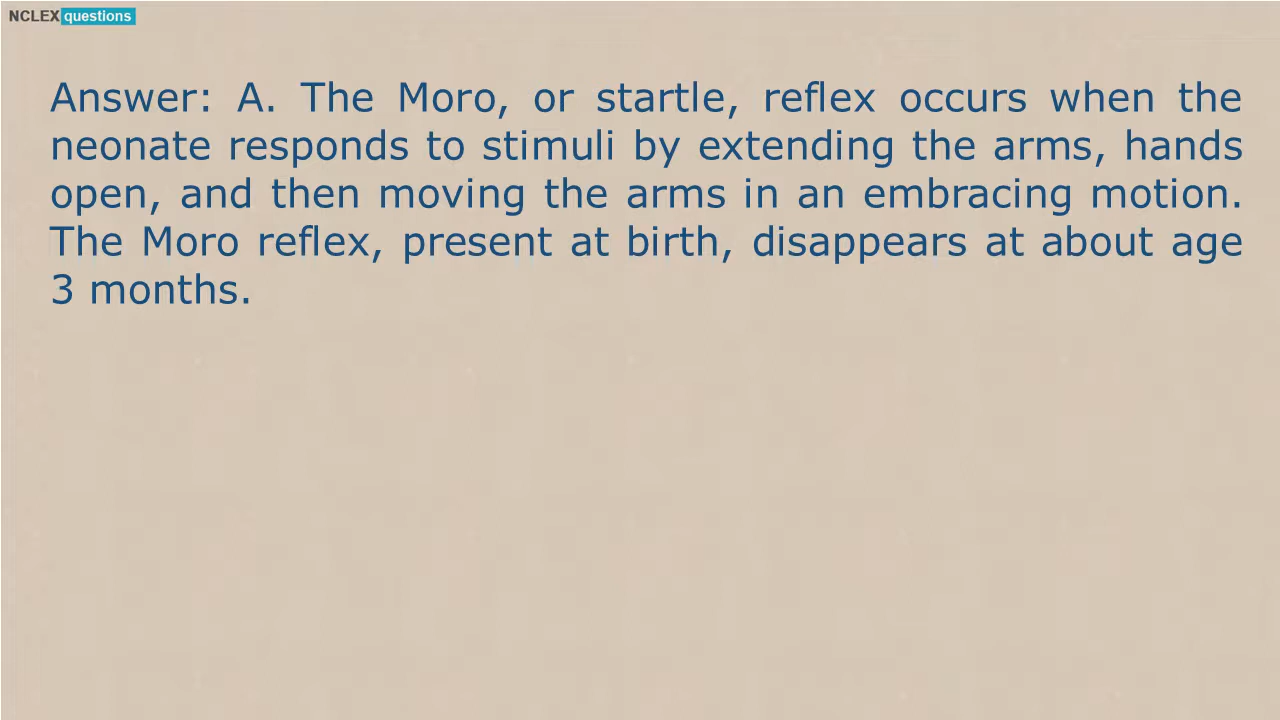 NCLEX questions
Answer: A. The Moro, or startle, reflex occurs when the
neonate responds to stimuli by extending the arms, hands
open, and then moving the arms in an embracing motion.
The Moro reflex, present at birth, disappears at about age
3 months.